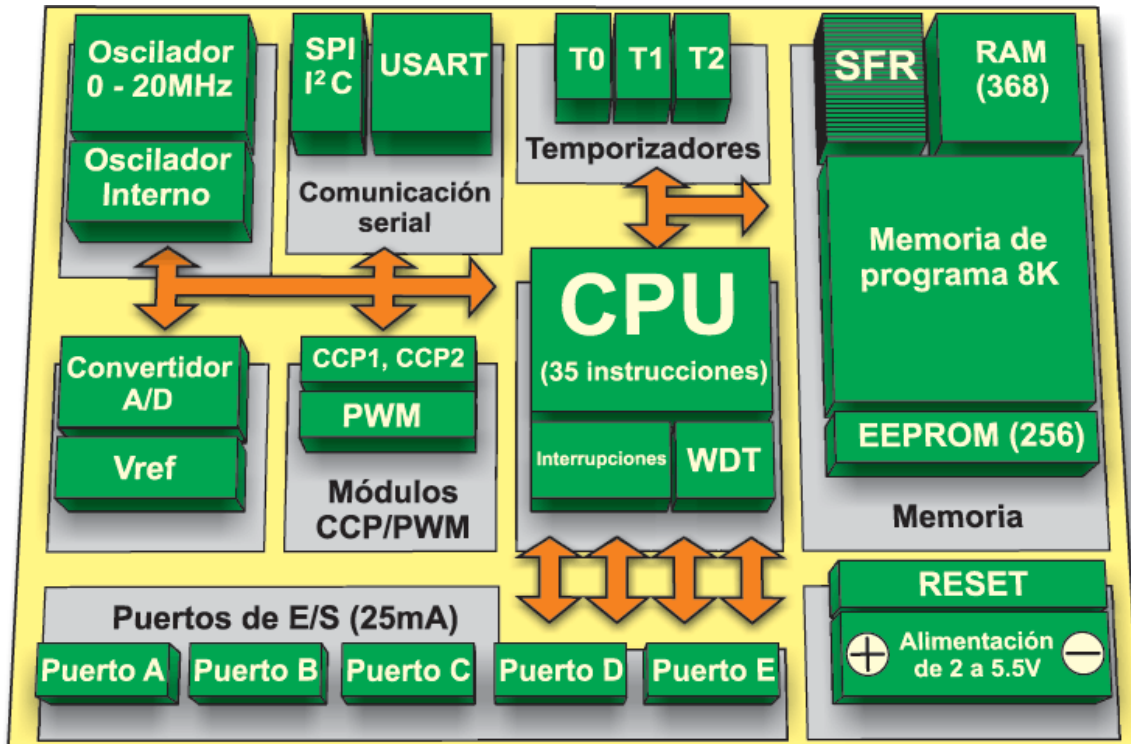 Oscilador
0 - 20MHz
Oscilador
Interno
SPI
I²C
USART
Comunicación
serial
T0
T1
T2
Temporizadores
SFR
RAM
(368)
Memoria de
programa 8K
EEPROM (256)
Memoria
Convertidor
A/D
Vref
CCP1, CCP2
PWM
Módulos
CCP/PWM
CPU
(35 instrucciones)
Interrupciones
WDT
Puertos de E/S (25mA)
Puerto A
Puerto B
Puerto C
Puerto D
Puerto E
RESET
+
Alimentación
de 2 a 5.5V
−